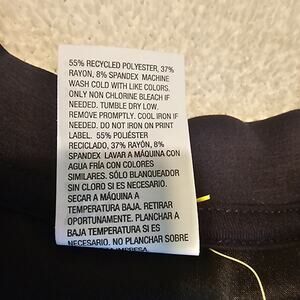 55% RECYCLED POLYESTER, 37%
RAYON, 8% SPANDEX MACHINE
WASH COLD WITH LIKE COLORS.
ONLY NON CHLORINE BLEACH IF
NEEDED. TUMBLE DRY LOW.
REMOVE PROMPTLY. COOL IRON IF
NEEDED. DO NOT IRON ON PRINT
LABEL. 55% POLIÉSTER
RECICLADO, 37% RAYÓN, 8%
SPANDEX LAVAR A MÁQUINA CON
AGUA FRÍA CON COLORES
SIMILARES. SÓLO BLANQUEADOR
SIN CLORO SI ES NECESARIO.
SECAR A MÁQUINA A
TEMPERATURA BAJA. RETIRAR
OPORTUNAMENTE. PLANCHAR A
BAJA TEMPERATURA SI ES
NECESARIO. NO PLANCHAR SOBRE
IMPRESA.